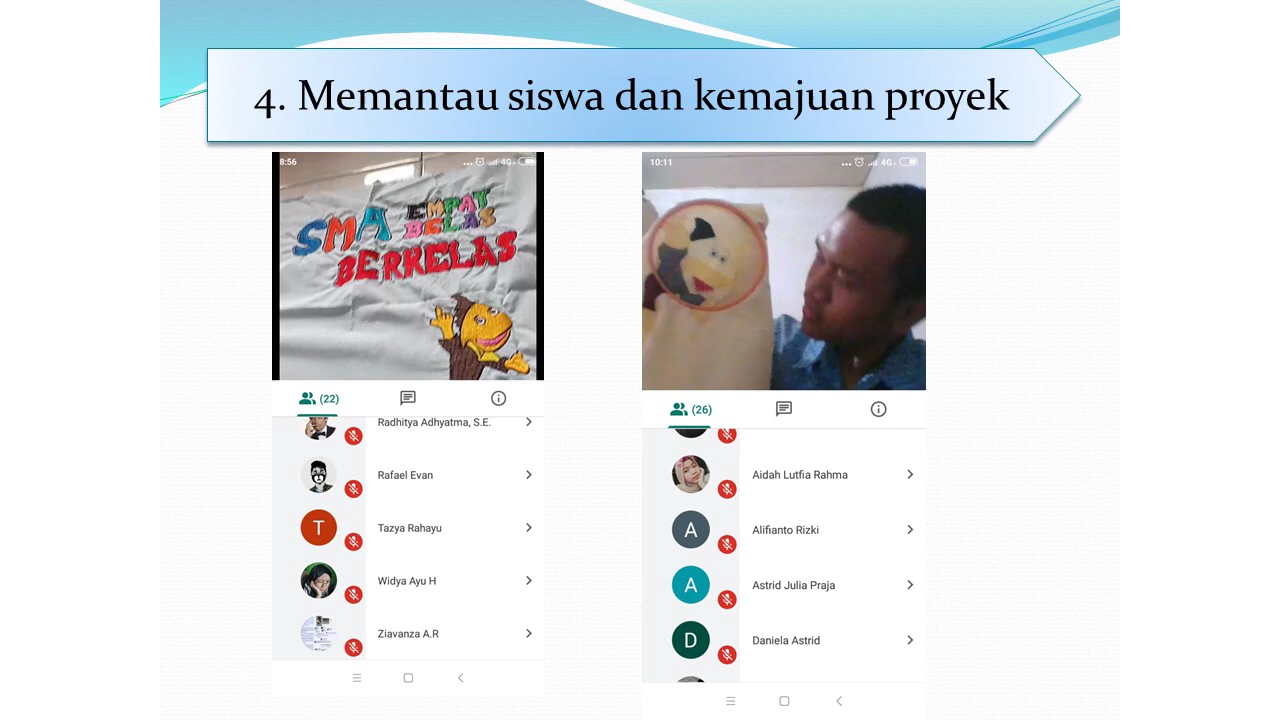 4. Memantau siswa dan kemajuan proyek
8:56
4G
SMA EMPAT
BELAS
BERKELAS
(22)
Radhitya Adhyatma, S.E.
Rafael Evan
T
Tazya Rahayu
Widya Ayu H
Ziavanza A.R
10:11
4G
(26)
Aidah Lutfia Rahma
A
Alifianto Rizki
A
Astrid Julia Praja
D
Daniela Astrid